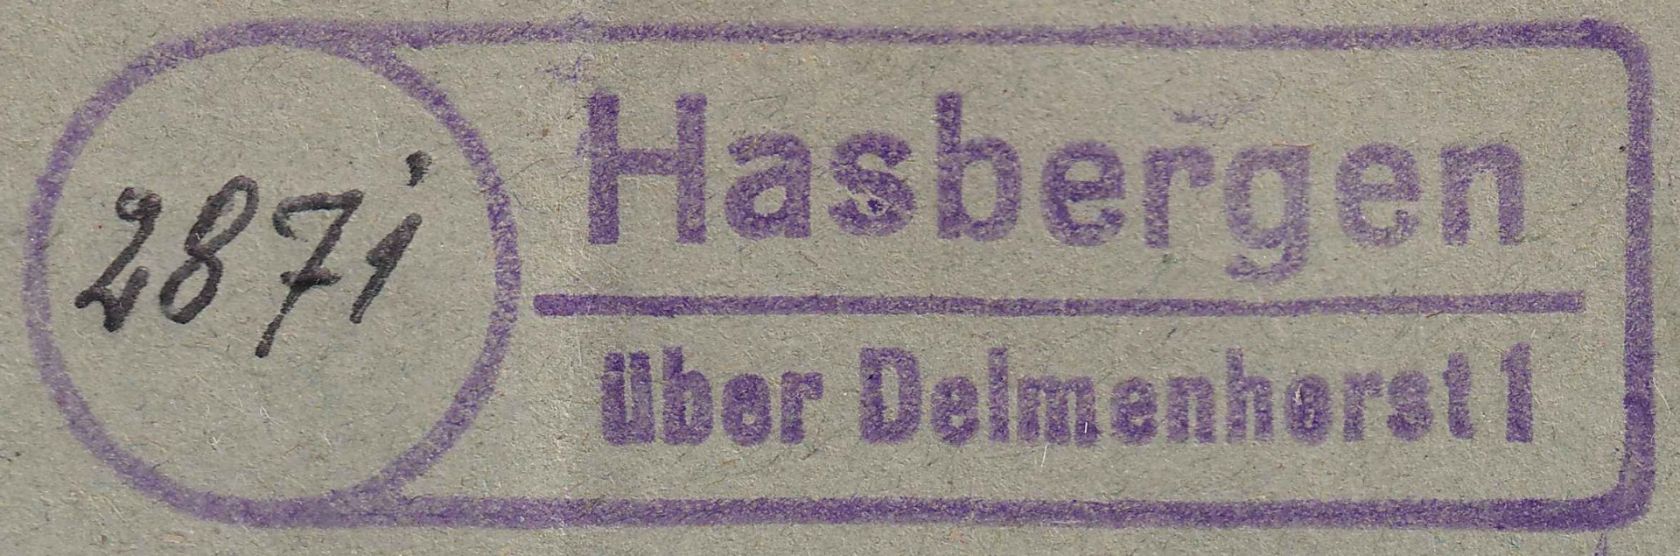 2871
Hasbergen
über Delmenhorst 1